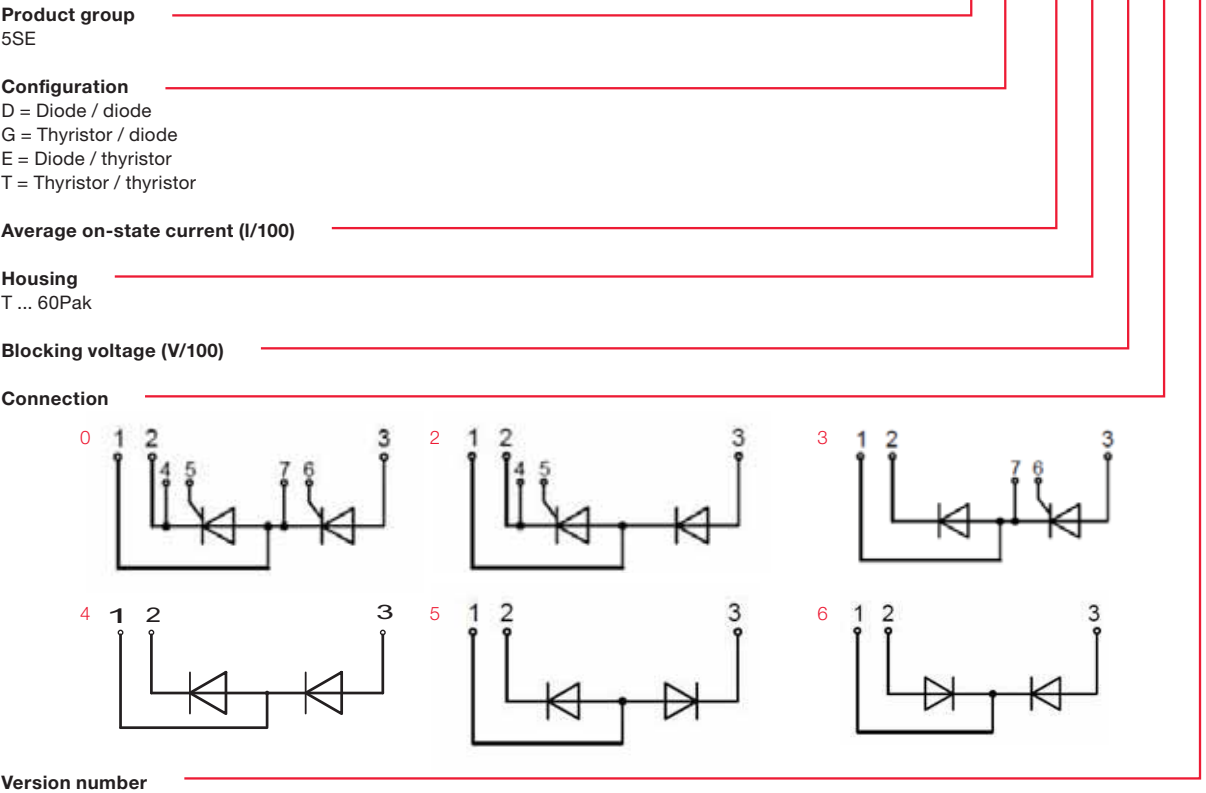 Product group
5SE
Configuration
D = Diode / diode
G = Thyristor / diode
E = Diode / thyristor
T = Thyristor / thyristor
Average on-state current (I/100)
Housing
T ... 60Pak
Blocking voltage (V/100)
Connection
0 1 2 3
4 5 7 6
2 1 2 3
4 5
3 1 2 3
7 6
4 1 2 3
5 1 2 3
6 1 2 3
Version number